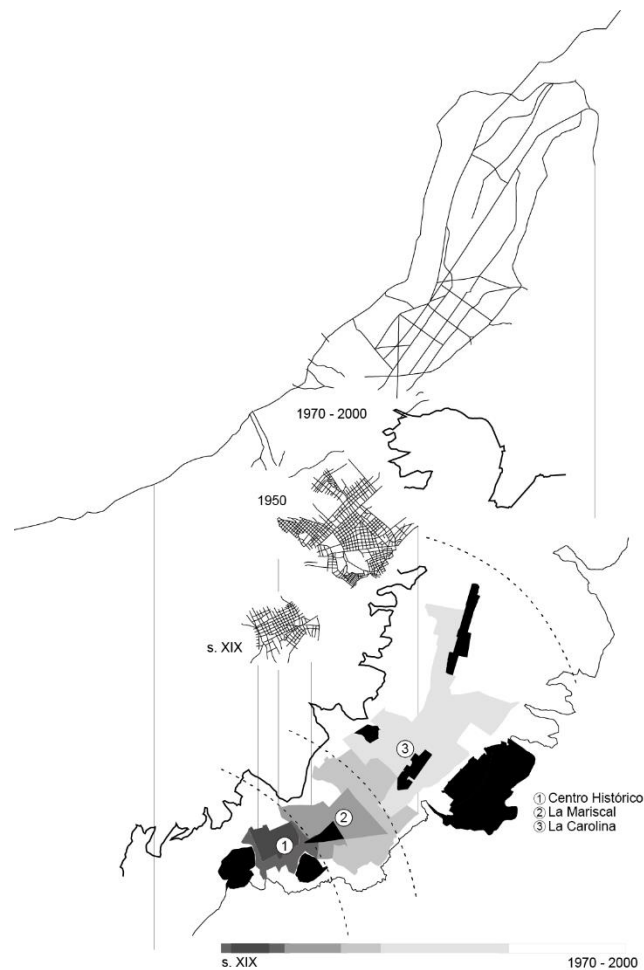 1970 - 2000
1950
s. XIX
3
2
1
① Centro Histórico
② La Mariscal
③ La Carolina
s. XIX
1970 - 2000